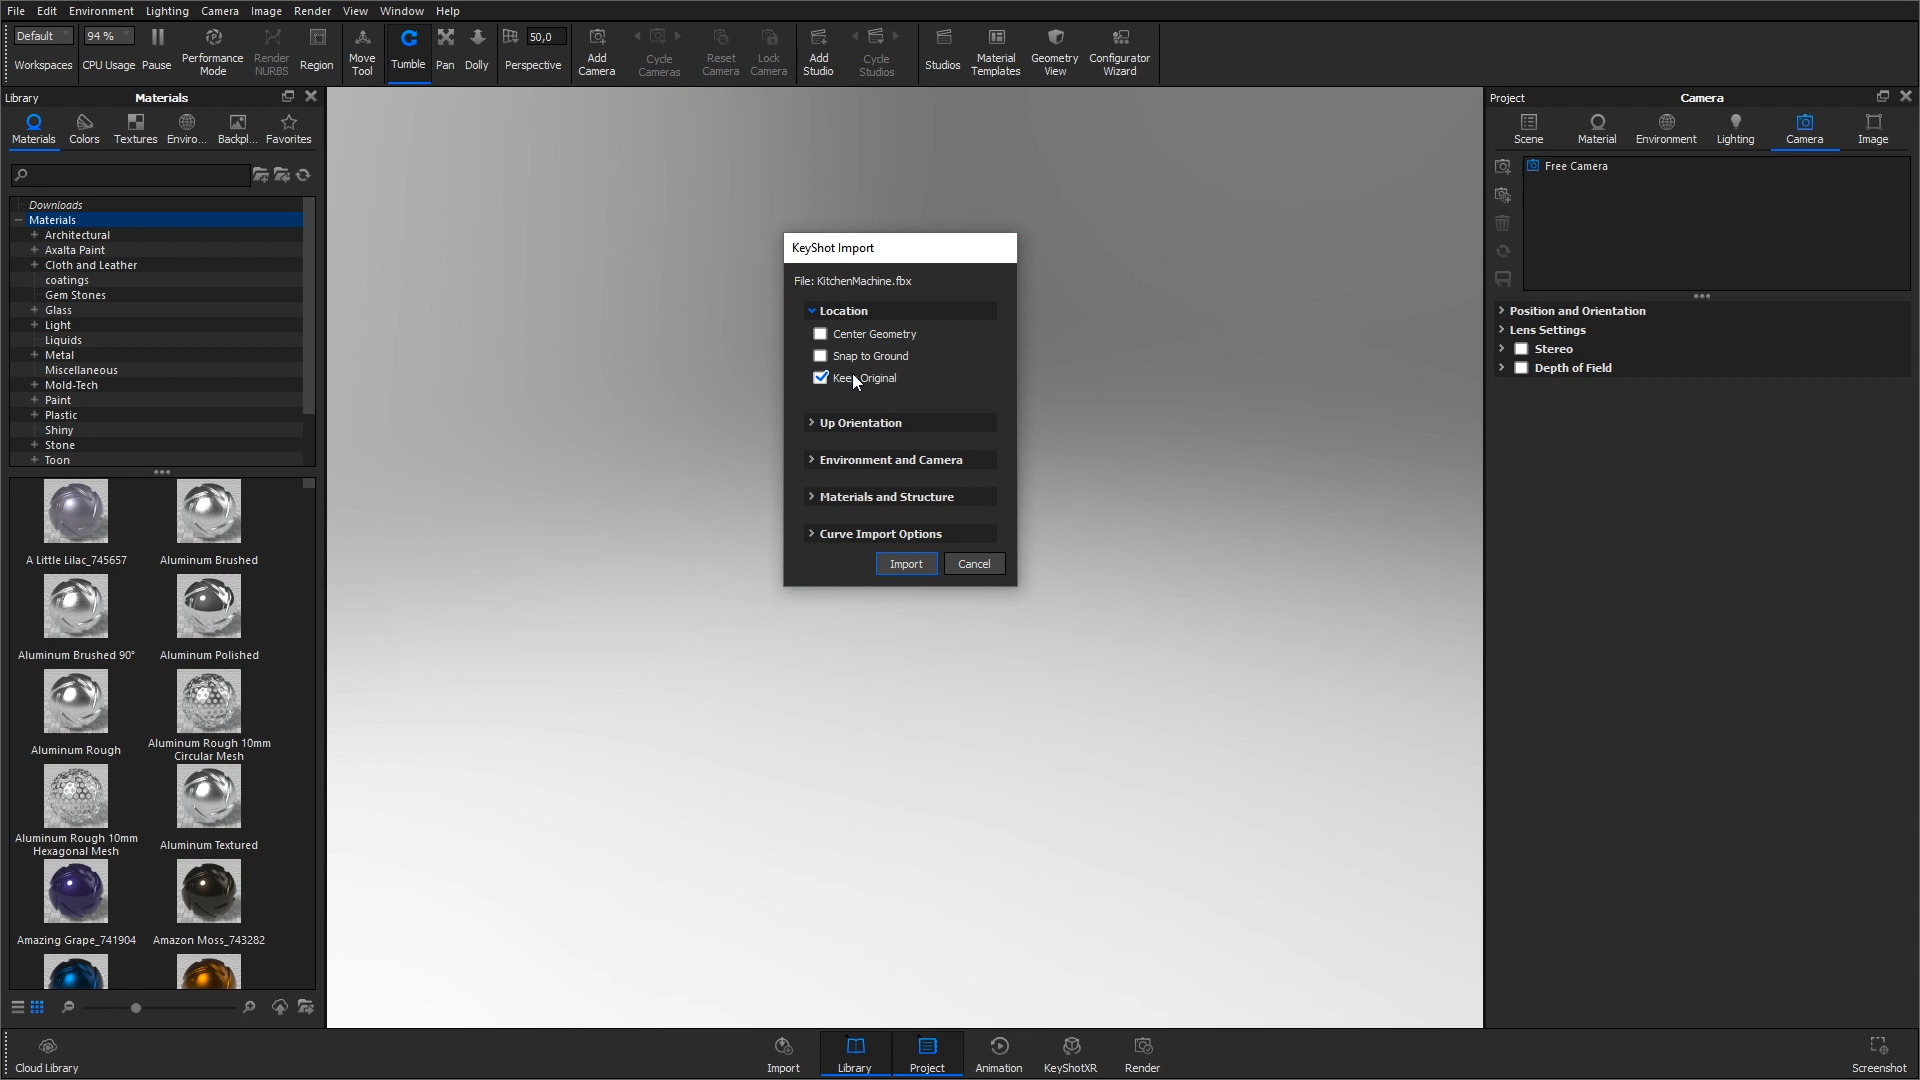 File Edit Environment Lighting Camera Image Render View Window Help
Default 94 % 50,0
Workspaces CPU Usage Pause Performance Mode Render NURBS Region Move Tool Tumble Pan Dolly Perspective Add Camera Cycle Cameras Reset Camera Lock Camera Add Studio Cycle Studios Studios Material Templates Geometry View Configurator Wizard
Library Materials
Materials Colors Textures Enviro... Backpl... Favorites
Downloads
Materials
Architectural
Axalta Paint
Cloth and Leather
coatings
Gem Stones
Glass
Light
Liquids
Metal
Miscellaneous
Mold-Tech
Paint
Plastic
Shiny
Stone
Toon
A Little Lilac_745657 Aluminum Brushed
Aluminum Brushed 90° Aluminum Polished
Aluminum Rough Aluminum Rough 10mm
Circular Mesh
Aluminum Rough 10mm
Hexagonal Mesh Aluminum Textured
Amazing Grape_741904 Amazon Moss_743282
KeyShot Import
File: KitchenMachine.fbx
Location
Center Geometry
Snap to Ground
Keep Original
Up Orientation
Environment and Camera
Materials and Structure
Curve Import Options
Import Cancel
Project Camera
Scene Material Environment Lighting Camera Image
Free Camera
Position and Orientation
Lens Settings
Stereo
Depth of Field
Cloud Library Import Library Project Animation KeyShotXR Render Screenshot